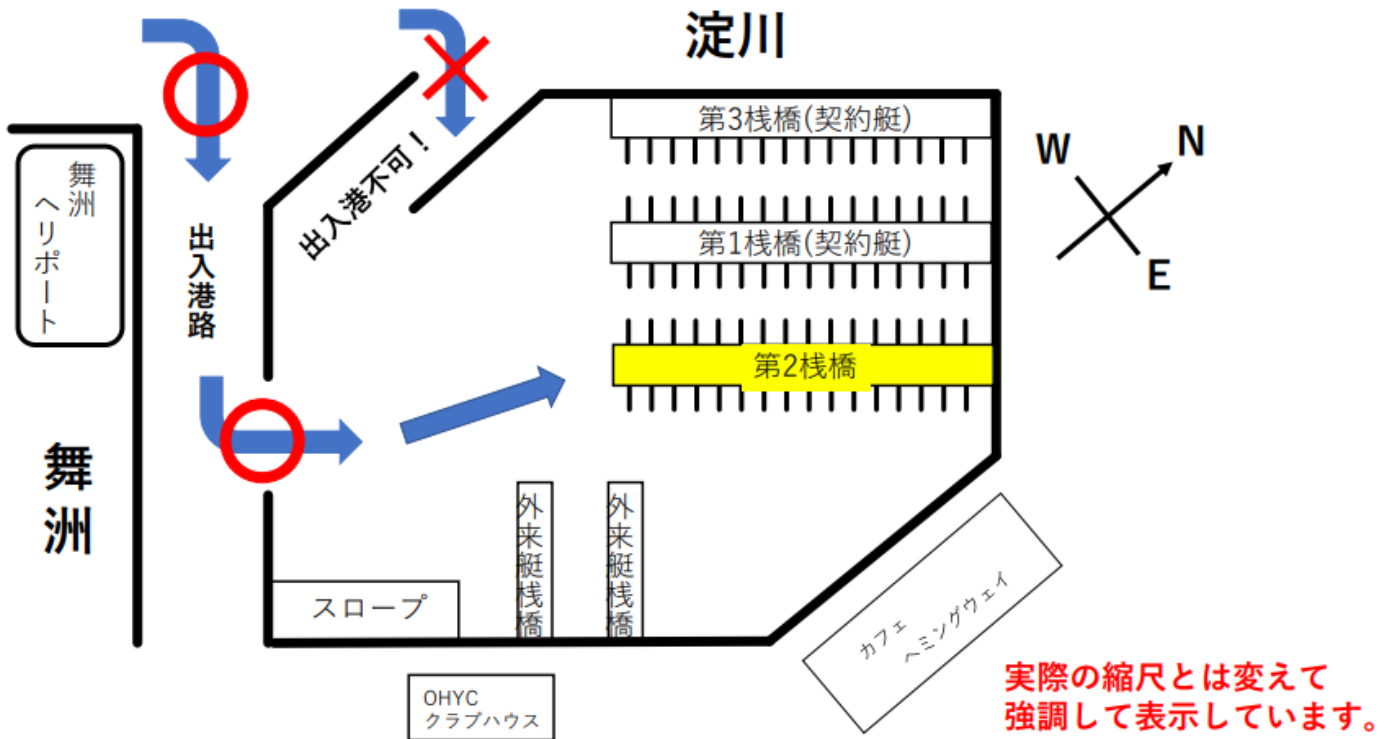 淀川
第3桟橋(契約艇)
出入港不可！
W
N
E
第1桟橋(契約艇)
舞洲
ヘリポート
出入港路
第2桟橋
舞洲
外来艇桟橋
外来艇桟橋
スロープ
カフェ
ヘミングウェイ
OHYC
クラブハウス
実際の縮尺とは変えて
強調して表示しています。